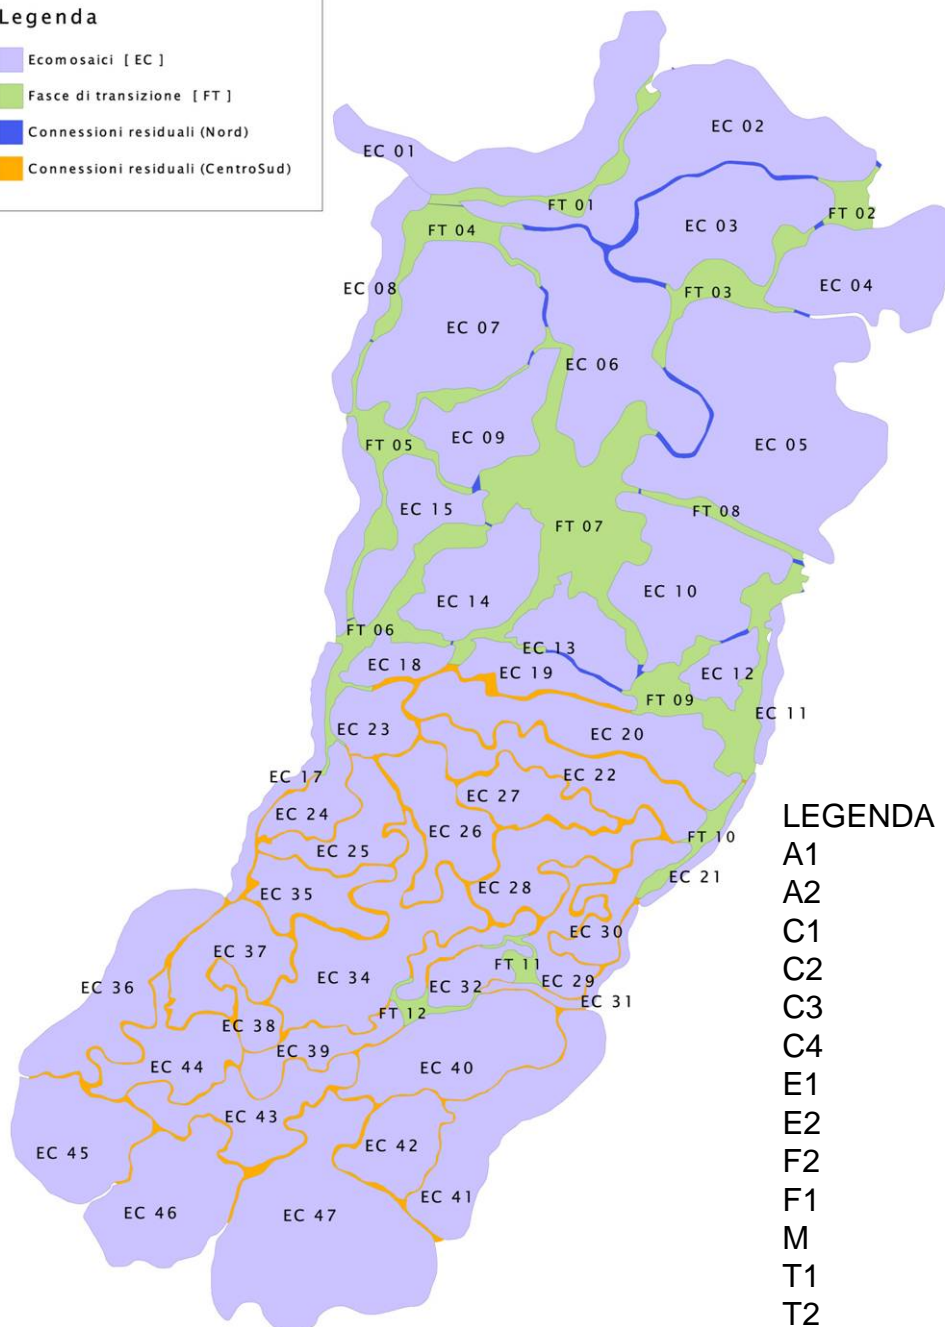 Legenda
Ecomosaici [ EC ]
Fasce di transizione [ FT ]
Connessioni residuali (Nord)
Connessioni residuali (CentroSud)
EC 02
EC 01
FT 01
FT 02
EC 03
FT 04
EC 08
FT 03
EC 04
EC 07
EC 06
EC 09
FT 05
EC 05
EC 15
FT 08
FT 07
EC 10
EC 14
FT 06
EC 13
EC 18
EC 19
EC 12
FT 09
EC 11
EC 23
EC 20
EC 17
EC 22
EC 27
EC 24
EC 26
FT 10
EC 25
EC 21
EC 28
EC 35
EC 30
EC 37
FT 11
EC 34
EC 29
EC 36
EC 32
EC 31
FT 12
EC 38
EC 39
EC 44
EC 40
EC 43
EC 42
EC 45
EC 41
EC 46
EC 47
LEGENDA
A1
A2
C1
C2
C3
C4
E1
E2
F2
F1
M
T1
T2